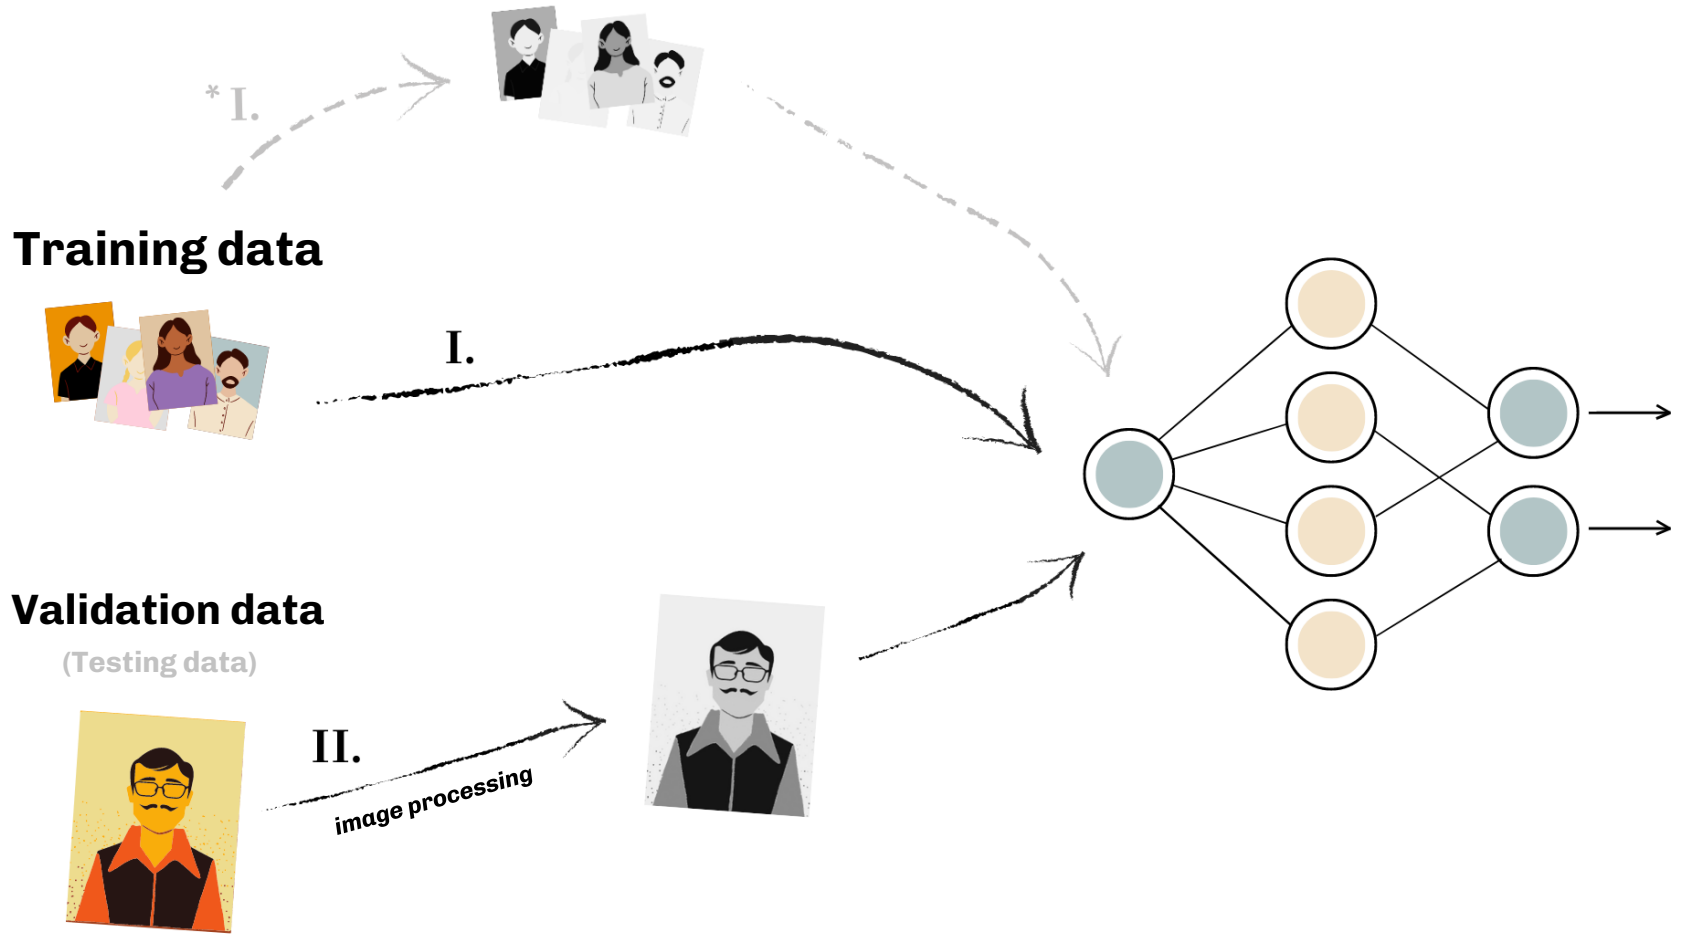 *I.
Training data
I.
Validation data
(Testing data)
II.
image processing